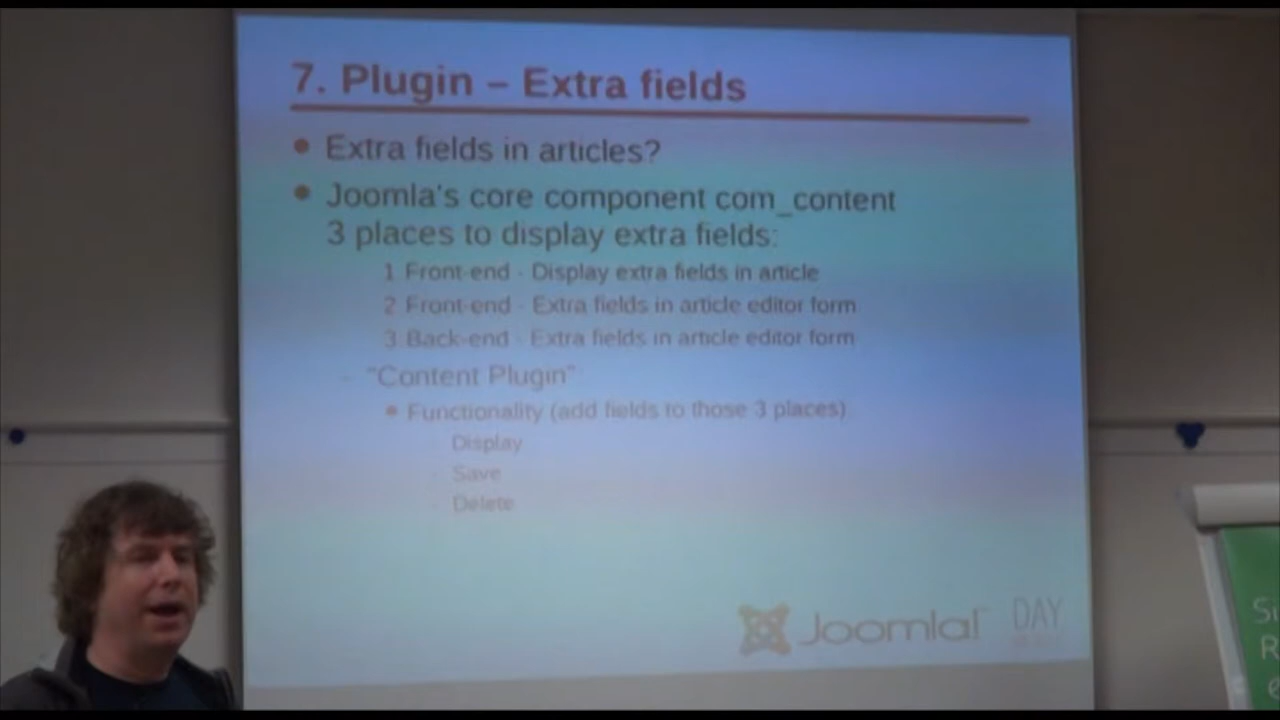 7. Plugin – Extra fields
● Extra fields in articles?
● Joomla's core component com_content
3 places to display extra fields:
1 Front-end - Display extra fields in article
2 Front-end - Extra fields in article editor form
3 Back-end - Extra fields in article editor form
- "Content Plugin"
● Functionality (add fields to those 3 places)
- Display
- Save
- Delete
Joomla! DAY
Si
R
e